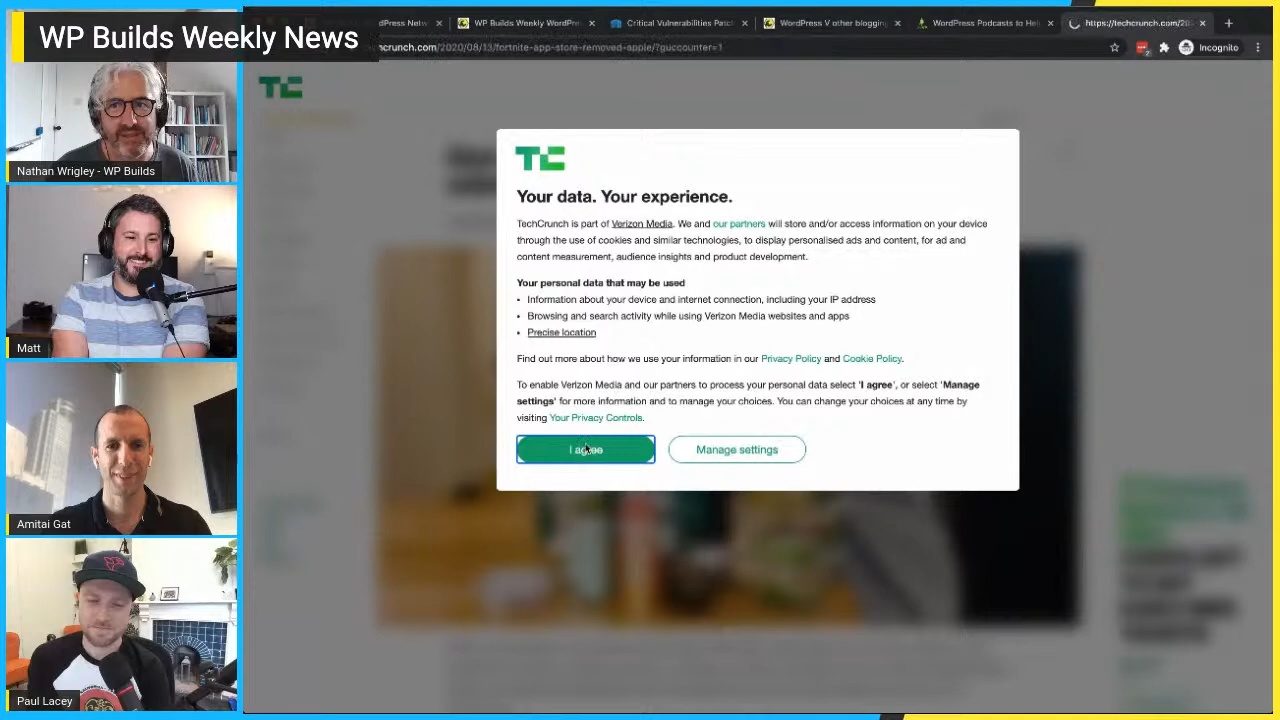 WP Builds Weekly News
Nathan Wrigley - WP Builds
Matt
Amitai Gat
Paul Lacey
ordPress Netw
WP Builds Weekly WordPre
Critical Vulnerabilities Patc
WordPress V other blogging
WordPress Podcasts to Hel
https://techcrunch.com/202
ncrunch.com/2020/08/13/fortnite-app-store-removed-apple/?guccounter=1
Incognito
TC
TC
Your data. Your experience.
TechCrunch is part of Verizon Media. We and our partners will store and/or access information on your device
through the use of cookies and similar technologies, to display personalised ads and content, for ad and
content measurement, audience insights and product development.
Your personal data that may be used
• Information about your device and internet connection, including your IP address
• Browsing and search activity while using Verizon Media websites and apps
• Precise location
Find out more about how we use your information in our Privacy Policy and Cookie Policy.
To enable Verizon Media and our partners to process your personal data select 'I agree', or select 'Manage
settings' for more information and to manage your choices. You can change your choices at any time by
visiting Your Privacy Controls.
I agree
Manage settings